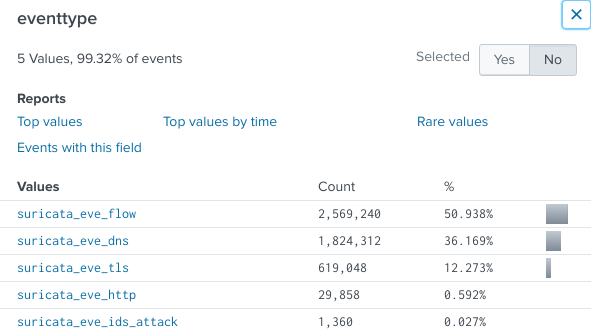 eventtype
5 Values, 99.32% of events
Selected Yes No
Reports
Top values Top values by time Rare values
Events with this field
Values Count %
suricata_eve_flow 2,569,240 50.938%
suricata_eve_dns 1,824,312 36.169%
suricata_eve_tls 619,048 12.273%
suricata_eve_http 29,858 0.592%
suricata_eve_ids_attack 1,360 0.027%